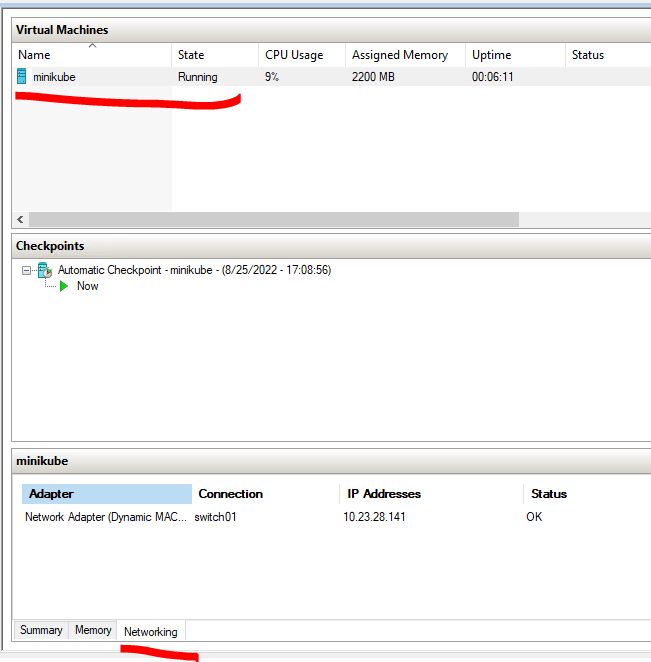 Virtual Machines
Name State CPU Usage Assigned Memory Uptime Status
minikube Running 9% 2200 MB 00:06:11
Checkpoints
Automatic Checkpoint - minikube - (8/25/2022 - 17:08:56)
Now
minikube
Adapter Connection IP Addresses Status
Network Adapter (Dynamic MAC... switch01 10.23.28.141 OK
Summary Memory Networking